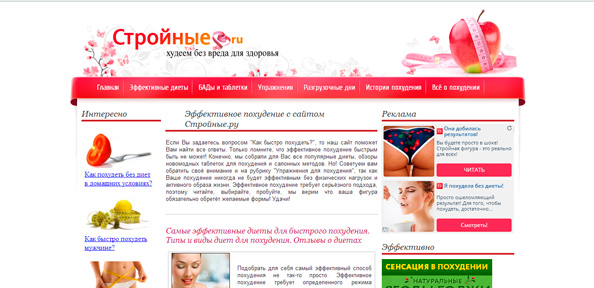 Стройные.ru
худеем без вреда для здоровья
Главная Эффективные диеты БАДы и таблетки Упражнения Разгрузочные дни Истории похудения Всё о похудении
Интересно
Как похудеть без диет
в домашних условиях?
Как быстро похудеть
мужчине?
Эффективное похудение с сайтом
Стройные.ру
Если Вы задаетесь вопросом "Как быстро похудеть?", то наш сайт поможет
Вам найти все ответы. Только помните, что эффективное похудение быстрым
быть не может! Конечно, мы собрали для Вас все популярные диеты, обзоры
новомодных таблеток для похудения и салонных методов. Но! Советуем вам
обратить своё внимание и на рубрику "Упражнения для похудения", так как
Ваше похудение никогда не будет эффективным без физических нагрузок и
активного образа жизни. Эффективное похудение требует серьёзного подхода,
поэтому читайте, выбирайте, пробуйте, мы верим что ваша фигура
обязательно обретёт желаемые формы! Удачи!
Самые эффективные диеты для быстрого похудения.
Типы и виды диет для похудения. Отзывы о диетах
Подобрать для себя самый эффективный способ
похудения не так-то просто. Эффективное
похудение требует определенного режима
Реклама
Она добилась
результатов!
Вы будете просто в шоке!
Стройная фигура - это реально
для всех!
ЧИТАТЬ
Я похудела без диеты!
Просто ошеломляющий
результат! Для того, чтобы
похудеть, достаточно...
Смотреть!
Эффективно
СЕНСАЦИЯ В ПОХУДЕНИИ
НАТУРАЛЬНЫЕ
ЯГОДЫ ГОДЖИ